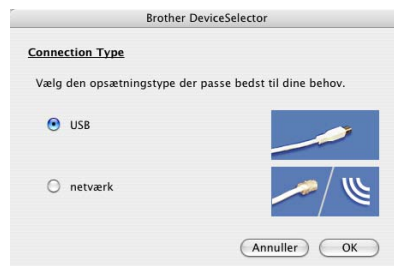 Brother DeviceSelector
Connection Type
Vælg den opsætningstype der passe bedst til dine behov.
USB
netværk
Annuller OK